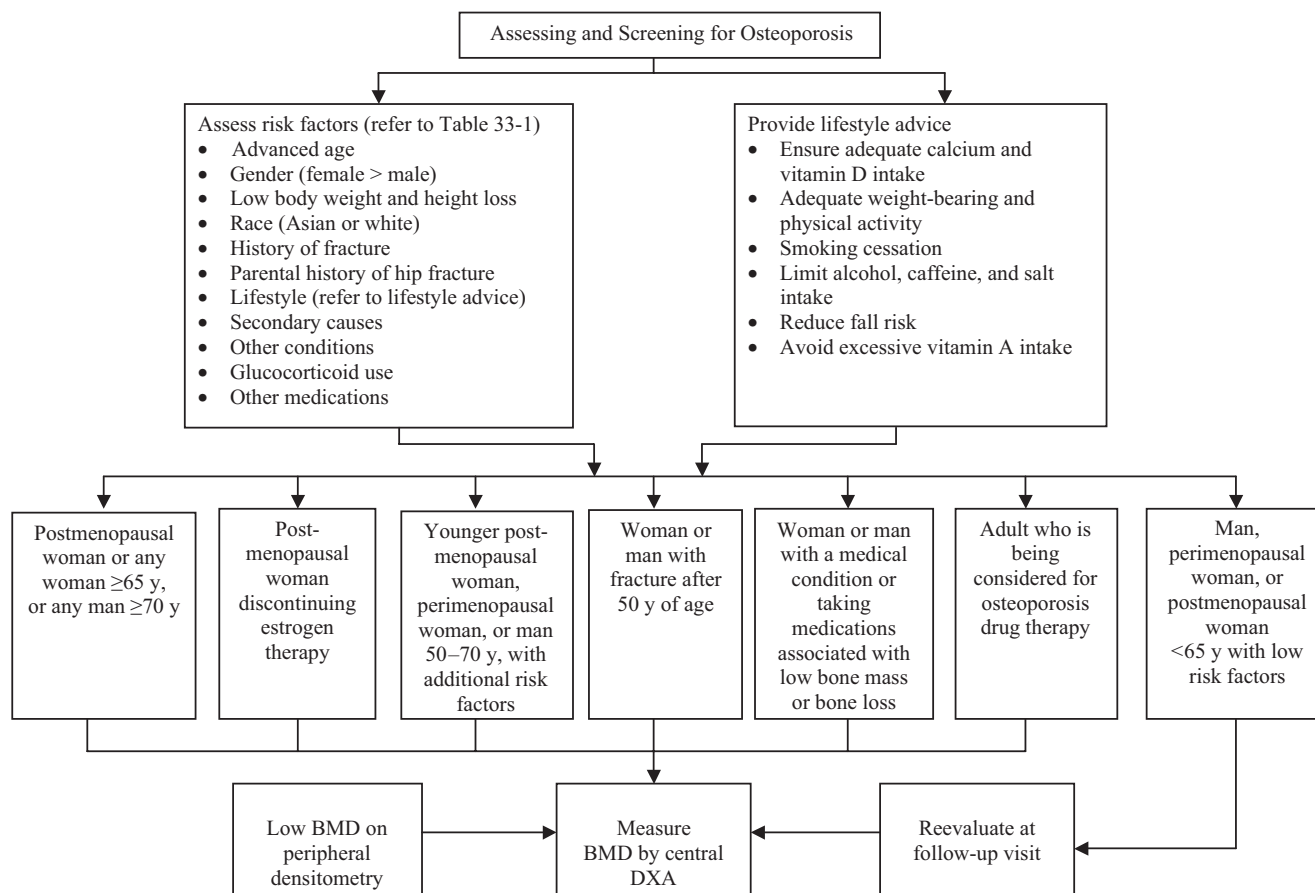 Assessing and Screening for Osteoporosis
Assess risk factors (refer to Table 33-1)
• Advanced age
• Gender (female > male)
• Low body weight and height loss
• Race (Asian or white)
• History of fracture
• Parental history of hip fracture
• Lifestyle (refer to lifestyle advice)
• Secondary causes
• Other conditions
• Glucocorticoid use
• Other medications
Provide lifestyle advice
• Ensure adequate calcium and
vitamin D intake
• Adequate weight-bearing and
physical activity
• Smoking cessation
• Limit alcohol, caffeine, and salt
intake
• Reduce fall risk
• Avoid excessive vitamin A intake
Postmenopausal
woman or any
woman ≥65 y,
or any man ≥70 y
Post-
menopausal
woman
discontinuing
estrogen
therapy
Younger post-
menopausal
woman,
perimenopausal
woman, or man
50–70 y, with
additional risk
factors
Woman or
man with
fracture after
50 y of age
Woman or man
with a medical
condition or
taking
medications
associated with
low bone mass
or bone loss
Adult who is
being
considered for
osteoporosis
drug therapy
Man,
perimenopausal
woman, or
postmenopausal
woman
<65 y with low
risk factors
Low BMD on
peripheral
densitometry
Measure
BMD by central
DXA
Reevaluate at
follow-up visit